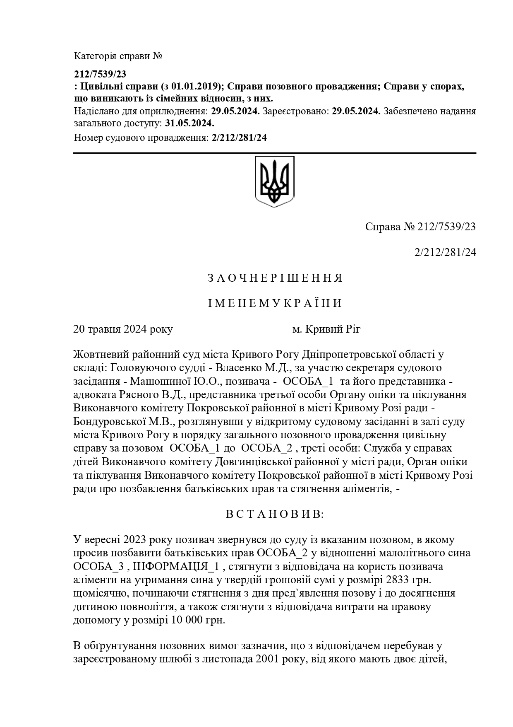 Категорія справи №
212/7539/23
: Цивільні справи (з 01.01.2019); Справи позовного провадження; Справи у спорах,
що виникають із сімейних відносин, з них.
Надіслано для оприлюднення: 29.05.2024. Зареєстровано: 29.05.2024. Забезпечено надання
загального доступу: 31.05.2024.
Номер судового провадження: 2/212/281/24
Справа № 212/7539/23
2/212/281/24
З А О Ч Н Е Р І Ш Е Н Н Я
І М Е Н Е М У К Р А Ї Н И
20 травня 2024 року м. Кривий Ріг
Жовтневий районний суд міста Кривого Рогу Дніпропетровської області у
складі: Головуючого судді - Власенко М.Д., за участю секретаря судового
засідання - Машошиної Ю.О., позивача - ОСОБА_1 та його представника -
адвоката Рясного В.Д., представника третьої особи Органу опіки та піклування
Виконавчого комітету Покровської районної в місті Кривому Розі ради -
Бондуровської М.В., розглянувши у відкритому судовому засіданні в залі суду
міста Кривого Рогу в порядку загального позовного провадження цивільну
справу за позовом ОСОБА_1 до ОСОБА_2 , треті особи: Служба у справах
дітей Виконавчого комітету Довгинцівської районної у місті ради, Орган опіки
та піклування Виконавчого комітету Покровської районної в місті Кривому Розі
ради про позбавлення батьківських прав та стягнення аліментів, -
В С Т А Н О В И В:
У вересні 2023 року позивач звернувся до суду із вказаним позовом, в якому
просив позбавити батьківських прав ОСОБА_2 у відношенні малолітнього сина
ОСОБА_3 , ІНФОРМАЦІЯ_1 , стягнути з відповідача на користь позивача
аліменти на утримання сина у твердій грошовій сумі у розмірі 2833 грн.
щомісячно, починаючи стягнення з дня пред’явлення позову і до досягнення
дитиною повноліття, а також стягнути з відповідача витрати на правову
допомогу у розмірі 10 000 грн.
В обґрунтування позовних вимог зазначив, що з відповідачем перебував у
зареєстрованому шлюбі з листопада 2001 року, від якого мають двоє дітей,